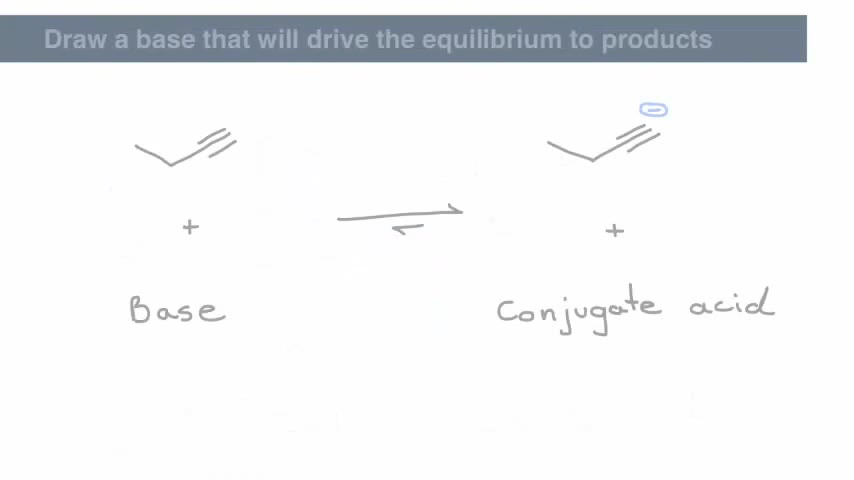 Draw a base that will drive the equilibrium to products
+
+
Base
Conjugate acid